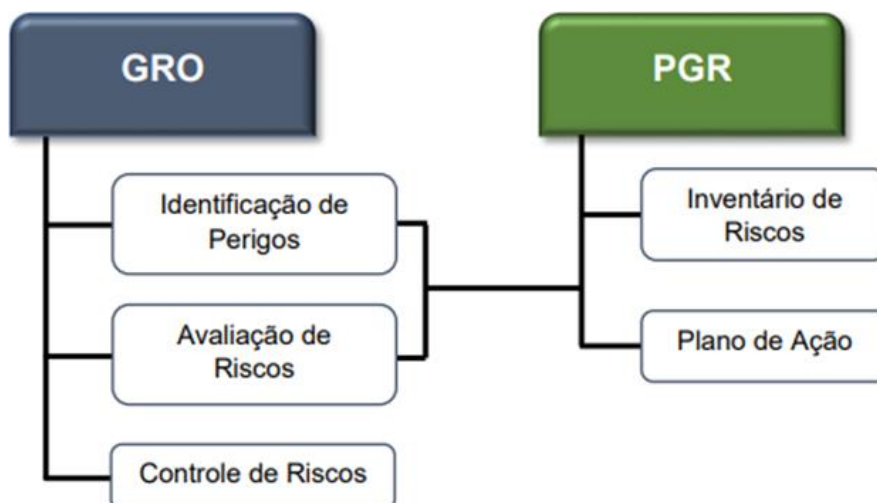 GRO
Identificação de
Perigos
Avaliação de
Riscos
Controle de Riscos
PGR
Inventário de
Riscos
Plano de Ação